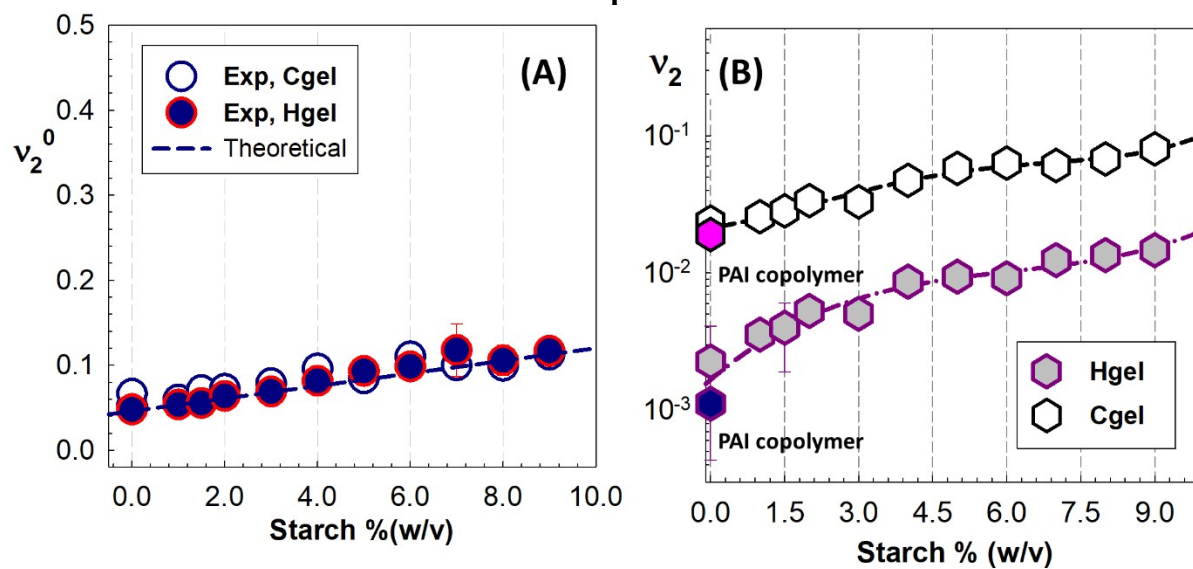 (A)
Exp, Cgel
Exp, Hgel
Theoretical
ν₂⁰
0.5
0.4
0.3
0.2
0.1
0.0
0.0 2.0 4.0 6.0 8.0 10.0
Starch %(w/v)
ν₂
(B)
10⁻¹
10⁻²
10⁻³
PAI copolymer
PAI copolymer
Hgel
Cgel
0.0 1.5 3.0 4.5 6.0 7.5 9.0
Starch % (w/v)